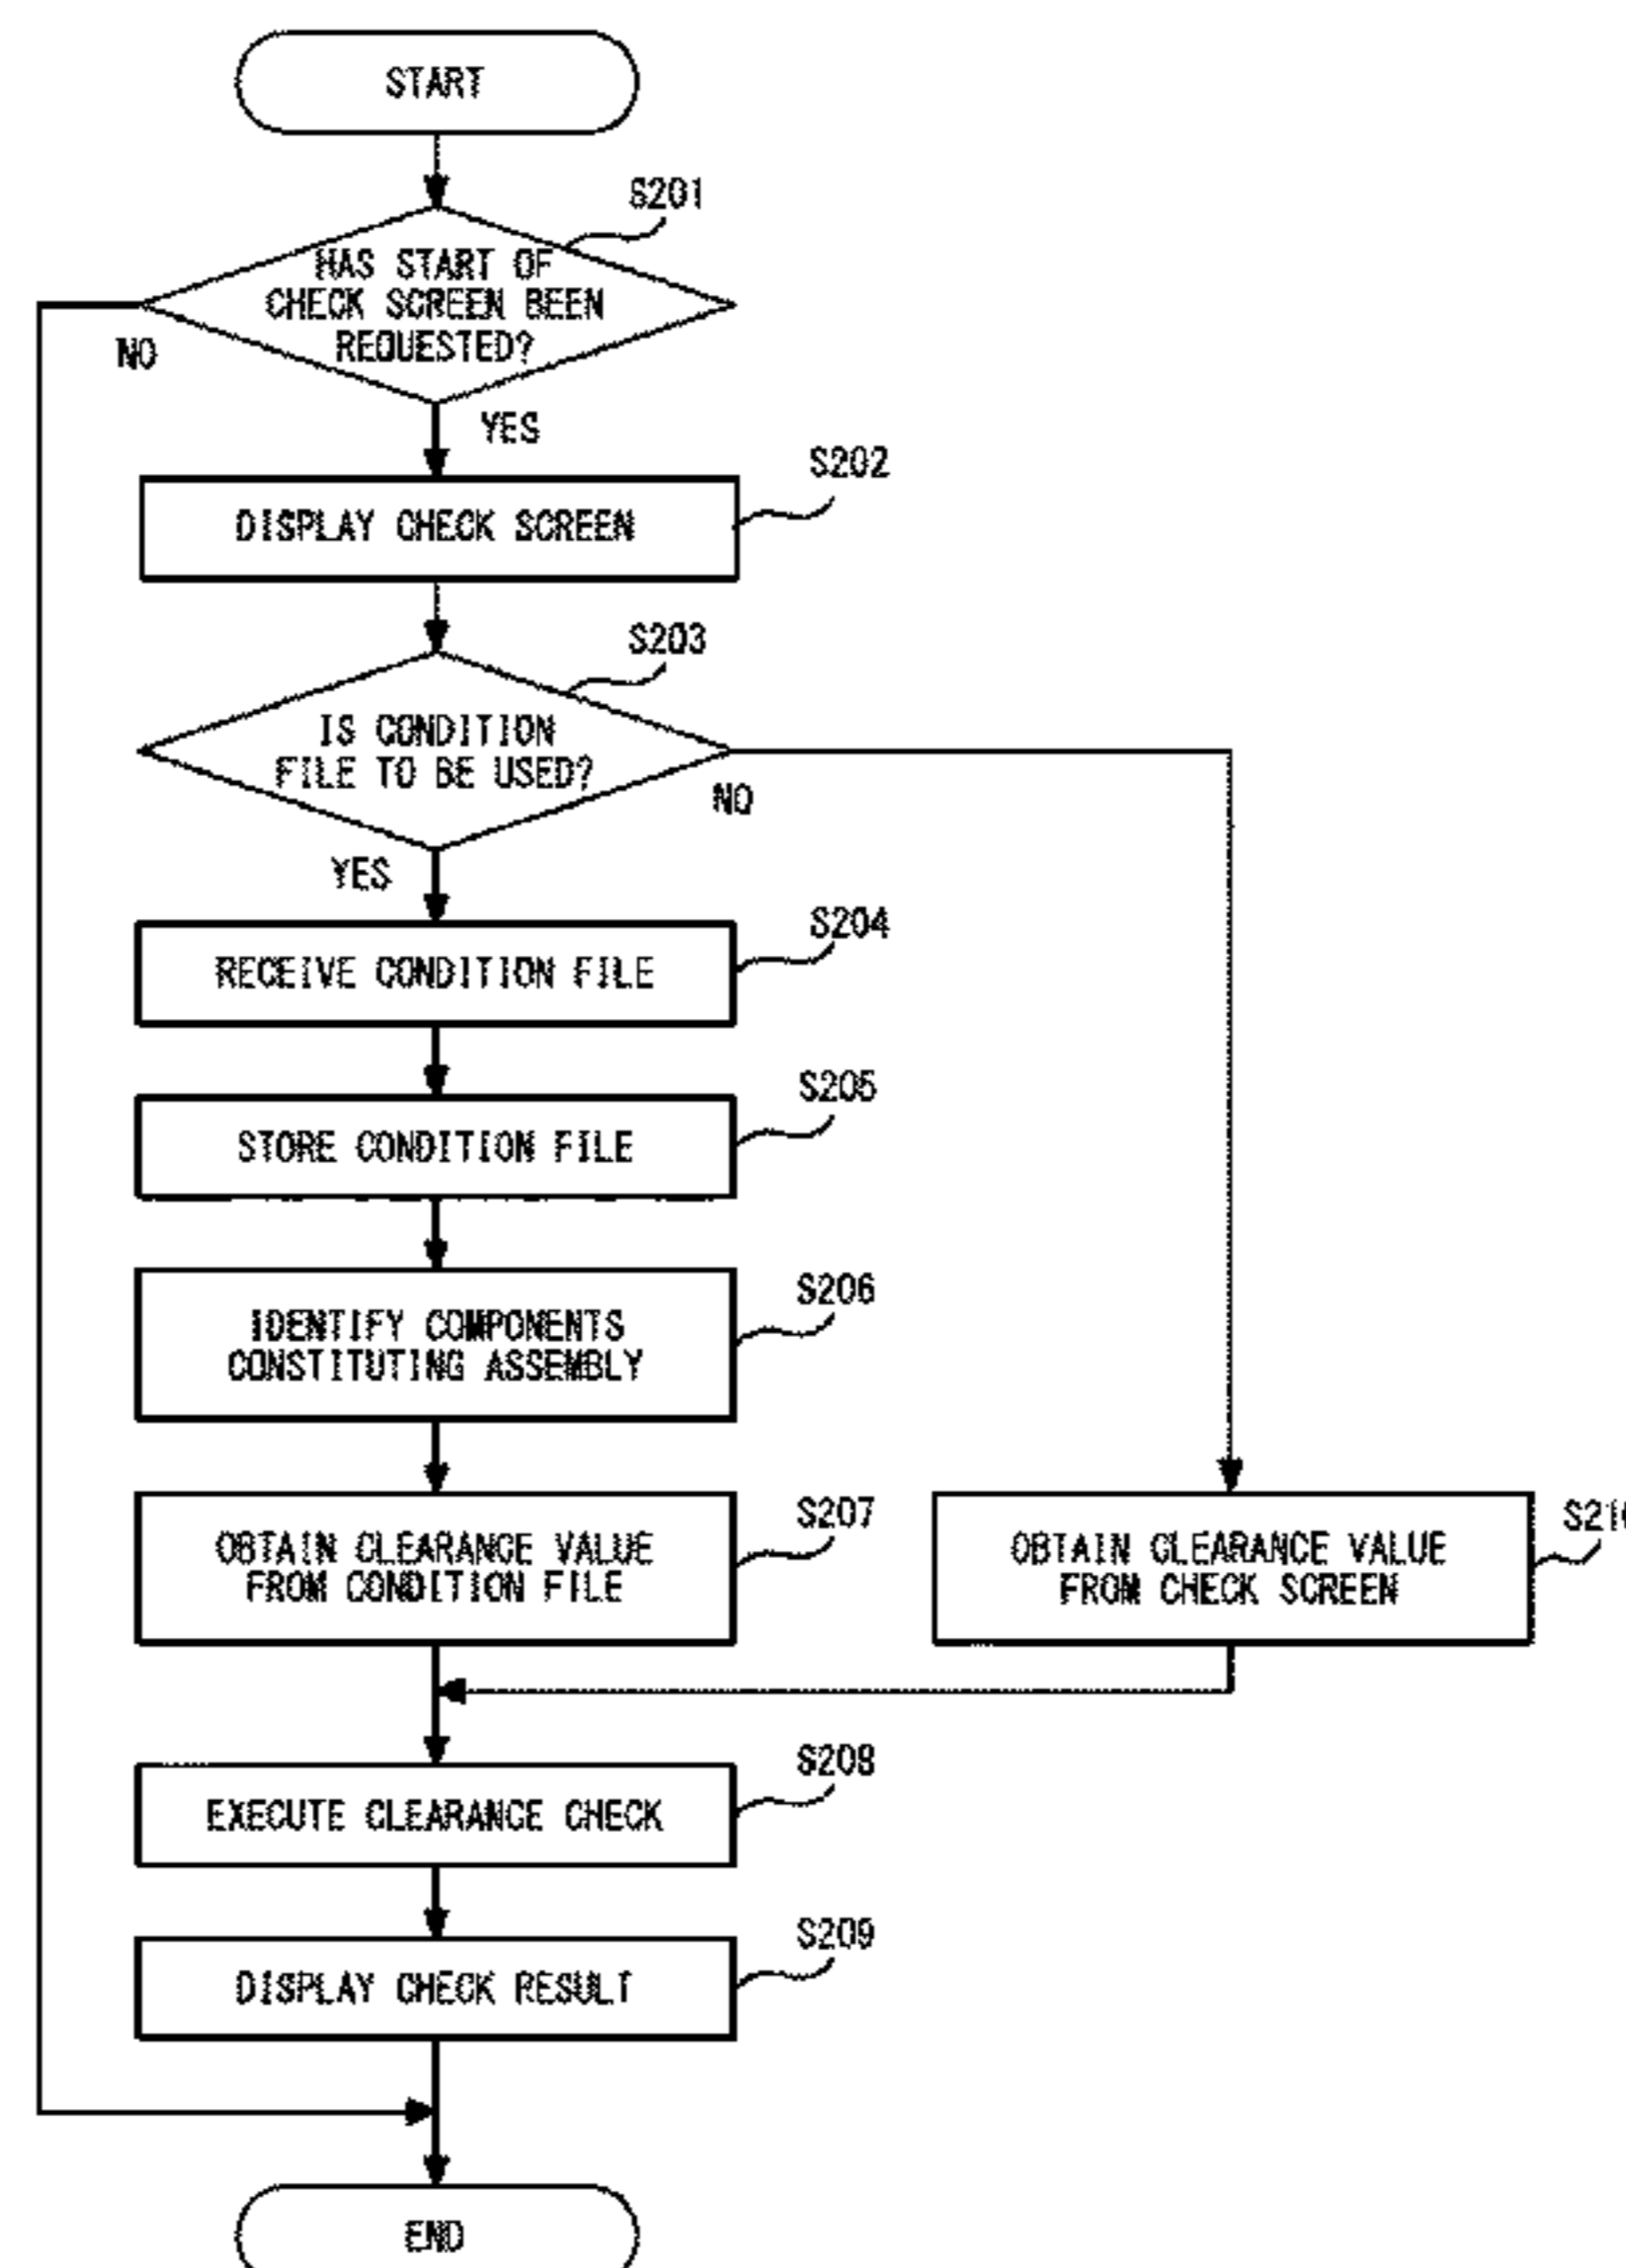 START
S201
HAS START OF
CHECK SCREEN BEEN
REQUESTED?
NO
YES
S202
DISPLAY CHECK SCREEN
S203
IS CONDITION
FILE TO BE USED?
NO
YES
S204
RECEIVE CONDITION FILE
S205
STORE CONDITION FILE
S206
IDENTIFY COMPONENTS
CONSTITUTING ASSEMBLY
S207
OBTAIN CLEARANCE VALUE
FROM CONDITION FILE
S210
OBTAIN CLEARANCE VALUE
FROM CHECK SCREEN
S208
EXECUTE CLEARANCE CHECK
S209
DISPLAY CHECK RESULT
END